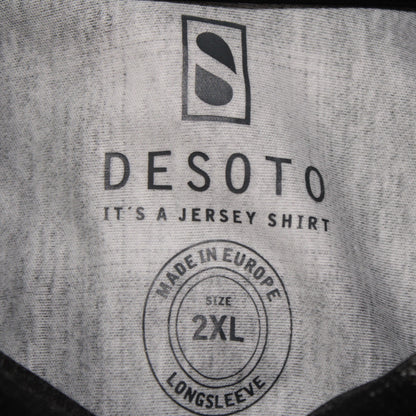 DESOTO
IT'S A JERSEY SHIRT
MADE IN EUROPE
SIZE
2XL
LONGSLEEVE